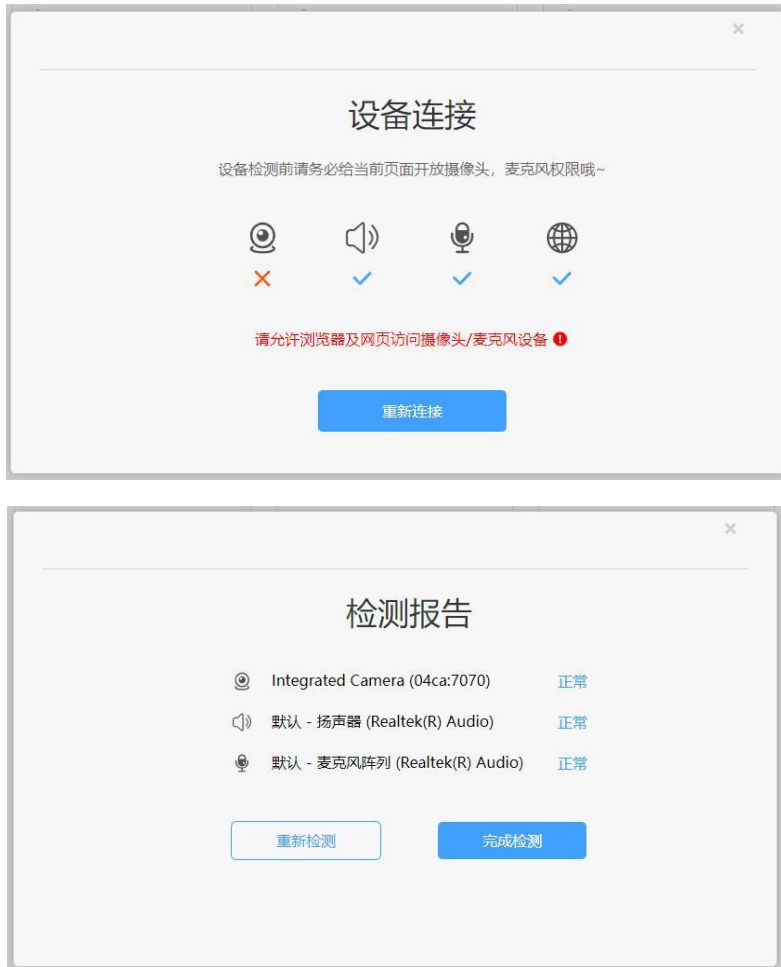 设备连接
设备检测前请务必给当前页面开放摄像头，麦克风权限哦~
请允许浏览器及网页访问摄像头/麦克风设备
重新连接
检测报告
Integrated Camera (04ca:7070) 正常
默认 - 扬声器 (Realtek(R) Audio) 正常
默认 - 麦克风阵列 (Realtek(R) Audio) 正常
重新检测 完成检测